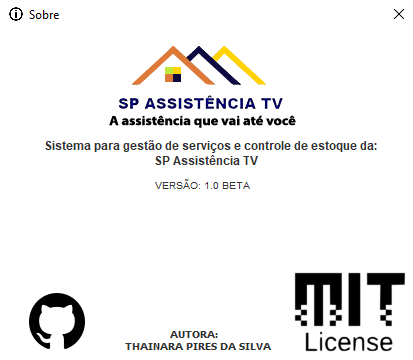 Sobre
SP ASSISTÊNCIA TV
A assistência que vai até você
Sistema para gestão de serviços e controle de estoque da:
SP Assistência TV
VERSÃO: 1.0 BETA
AUTORA:
THAINARA PIRES DA SILVA
MIT
License